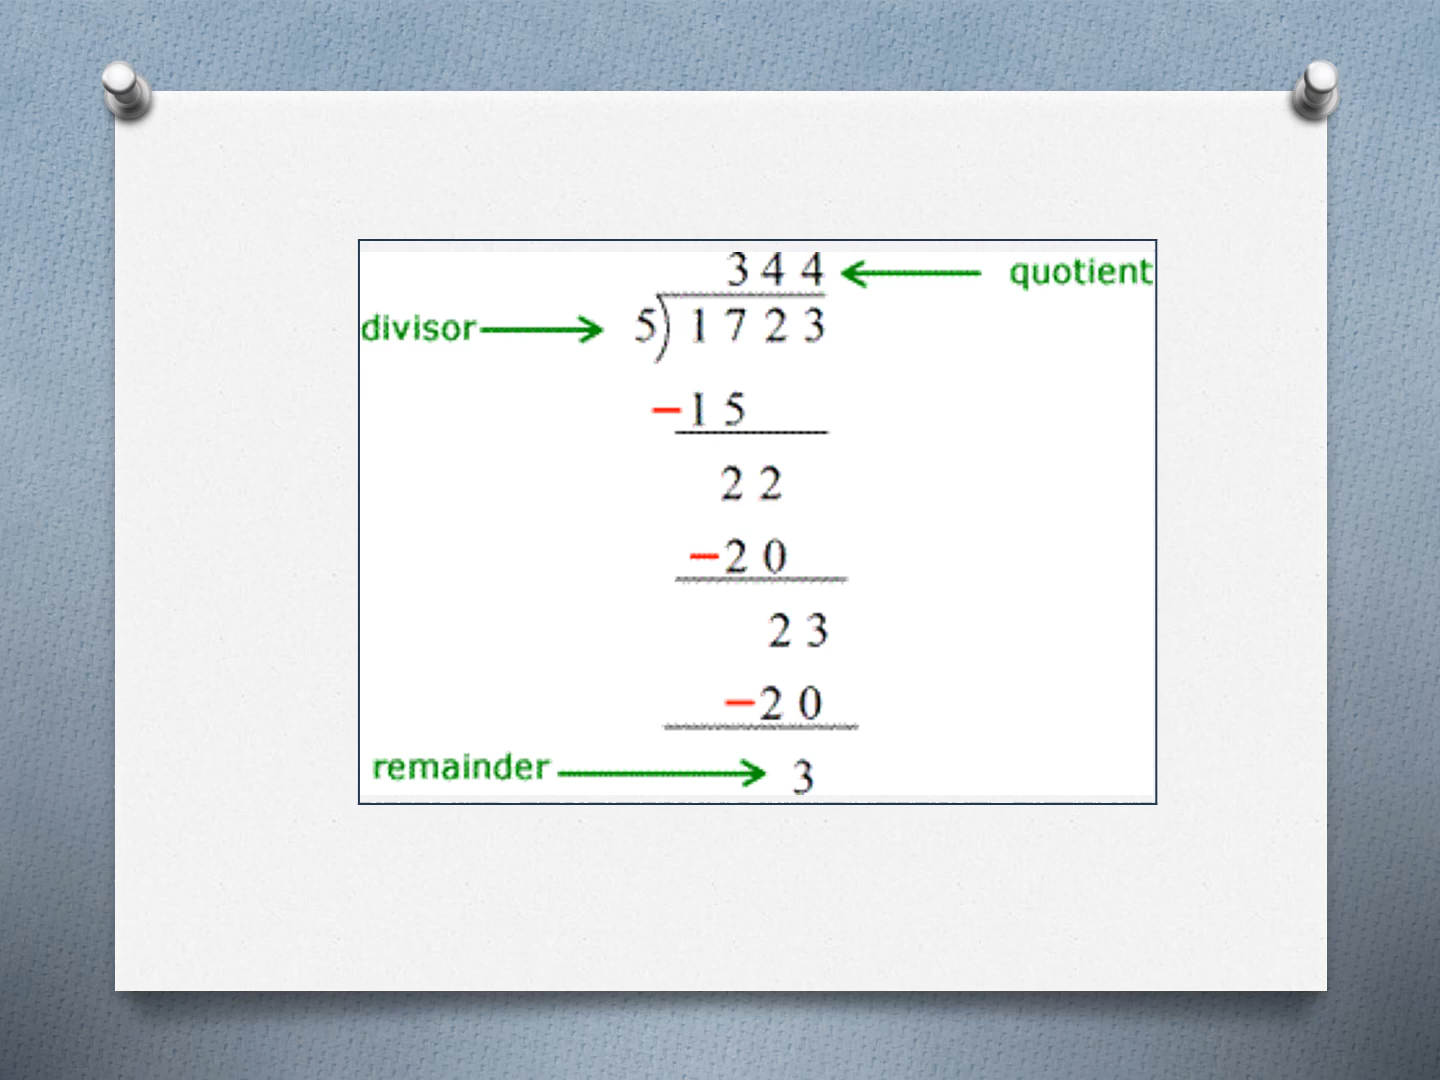 3 4 4 quotient
divisor 5) 1 7 2 3
−1 5
2 2
−2 0
2 3
−2 0
remainder 3